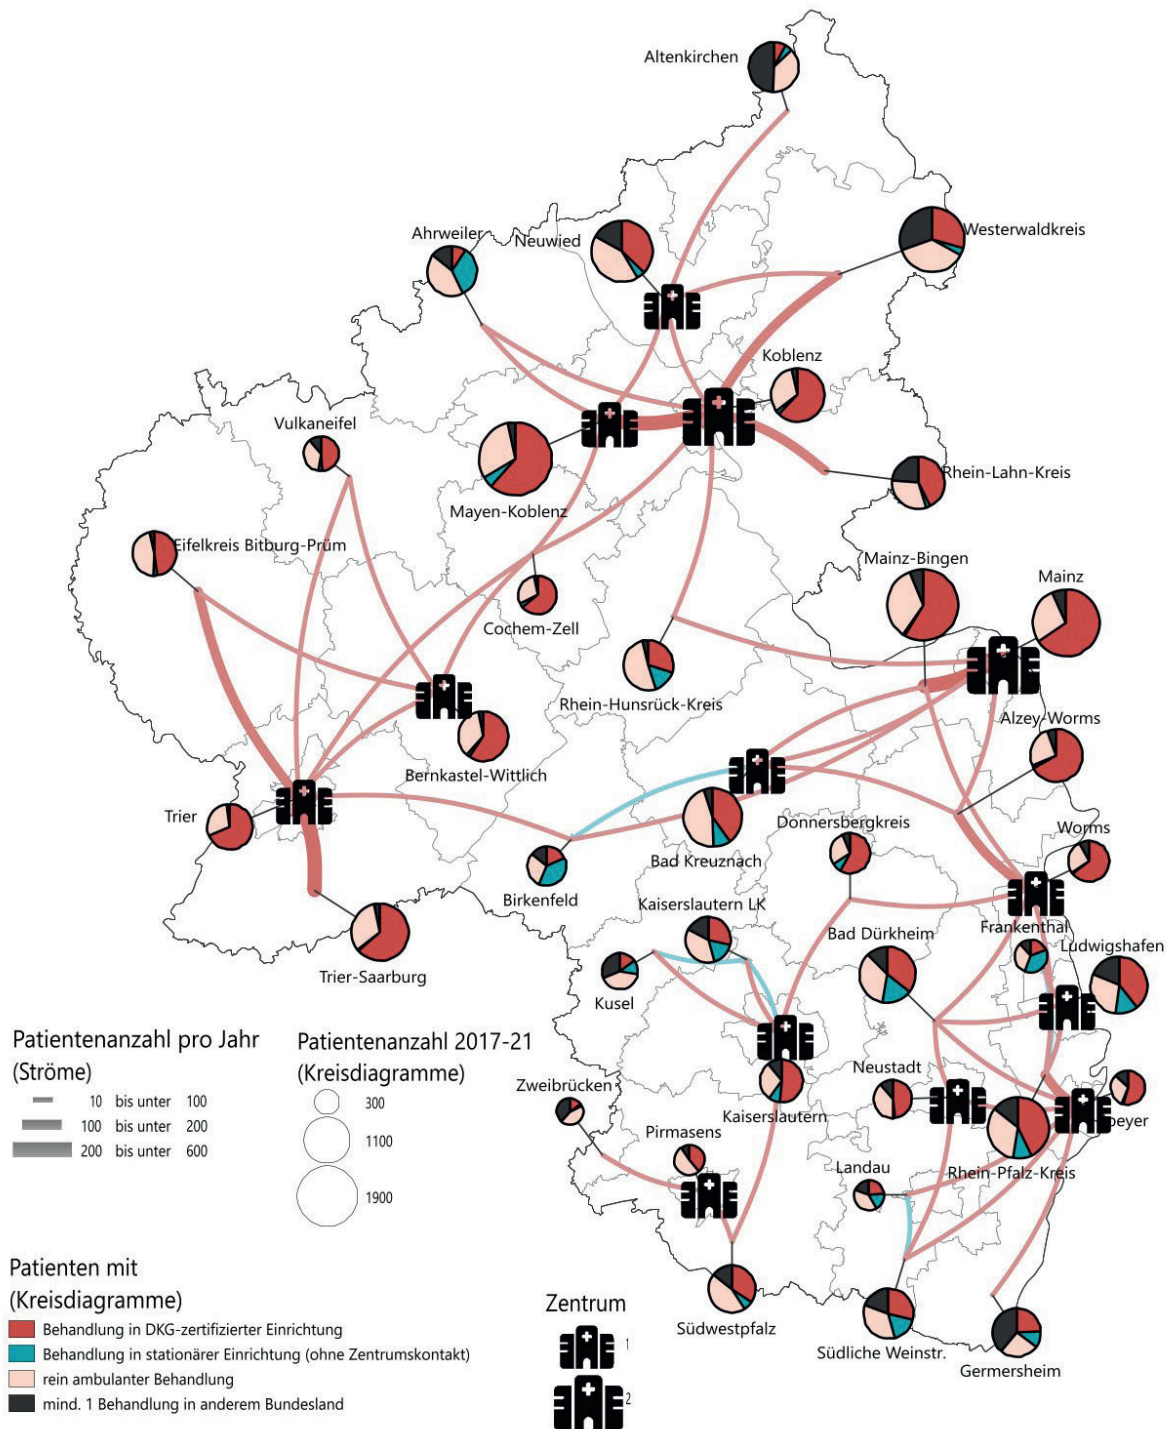 Altenkirchen
Ahrweiler
Neuwied
Westerwaldkreis
Koblenz
Vulkaneifel
Rhein-Lahn-Kreis
Mayen-Koblenz
Eifelkreis Bitburg-Prüm
Mainz-Bingen
Mainz
Cochem-Zell
Rhein-Hunsrück-Kreis
Alzey-Worms
Bernkastel-Wittlich
Trier
Donnersbergkreis
Worms
Bad Kreuznach
Birkenfeld
Kaiserslautern LK
Frankenthal
Bad Dürkheim
Ludwigshafen
Trier-Saarburg
Kusel
Patientenanzahl pro Jahr
(Ströme)
10 bis unter 100
100 bis unter 200
200 bis unter 600
Patientenanzahl 2017-21
(Kreisdiagramme)
300
1100
1900
Neustadt
Zweibrücken
Kaiserslautern
peyer
Pirmasens
Landau
Rhein-Pfalz-Kreis
Patienten mit
(Kreisdiagramme)
Behandlung in DKG-zertifizierter Einrichtung
Behandlung in stationärer Einrichtung (ohne Zentrumskontakt)
rein ambulanter Behandlung
mind. 1 Behandlung in anderem Bundesland
Zentrum
1
2
Südwestpfalz
Südliche Weinstr.
Germersheim